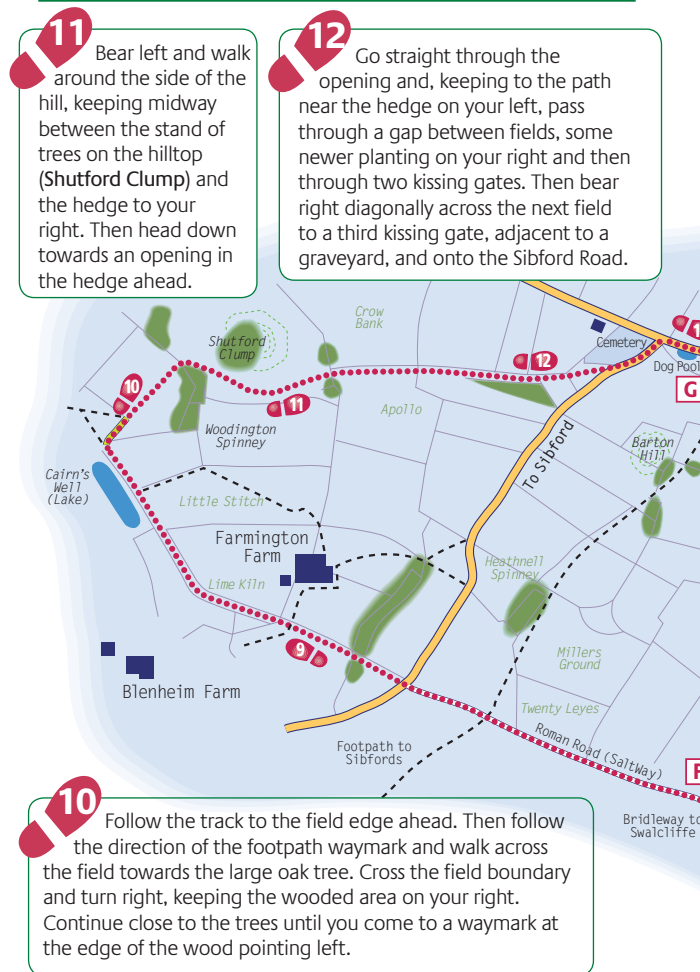 11
Bear left and walk
around the side of the
hill, keeping midway
between the stand of
trees on the hilltop
(Shutford Clump) and
the hedge to your
right. Then head down
towards an opening in
the hedge ahead.
12
Go straight through the
opening and, keeping to the path
near the hedge on your left, pass
through a gap between fields, some
newer planting on your right and then
through two kissing gates. Then bear
right diagonally across the next field
to a third kissing gate, adjacent to a
graveyard, and onto the Sibford Road.
Crow
Bank
Shutford
Clump
Cemetery
Dog Pool
G
12
10
11
Apollo
Woodington
Spinney
To Sibford
Barton
Hill
Cairn's
Well
(Lake)
Little Stitch
Farmington
Farm
Heathnell
Spinney
Lime Kiln
9
Millers
Ground
Blenheim Farm
Twenty Leyes
Footpath to
Sibfords
Roman Road (SaltWay)
Bridleway to
Swalcliffe
10
Follow the track to the field edge ahead. Then follow
the direction of the footpath waymark and walk across
the field towards the large oak tree. Cross the field boundary
and turn right, keeping the wooded area on your right.
Continue close to the trees until you come to a waymark at
the edge of the wood pointing left.